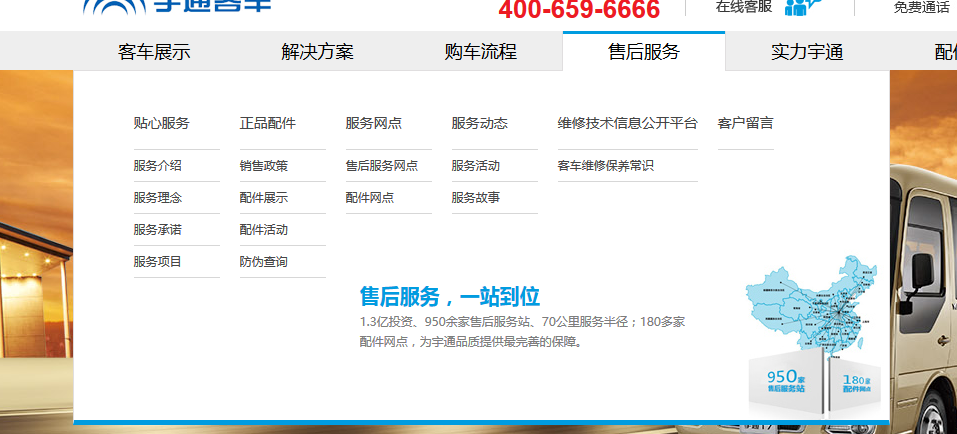 宇通客车
400-659-6666
在线客服
免费通话
客车展示 解决方案 购车流程 售后服务 实力宇通 配
贴心服务 正品配件 服务网点 服务动态 维修技术信息公开平台 客户留言
服务介绍 销售政策 售后服务网点 服务活动 客车维修保养常识
服务理念 配件展示 配件网点 服务故事
服务承诺 配件活动
服务项目 防伪查询
售后服务，一站到位
1.3亿投资、950余家售后服务站、70公里服务半径；180多家
配件网点，为宇通品质提供最完善的保障。
950家
售后服务站
180家
配件网点